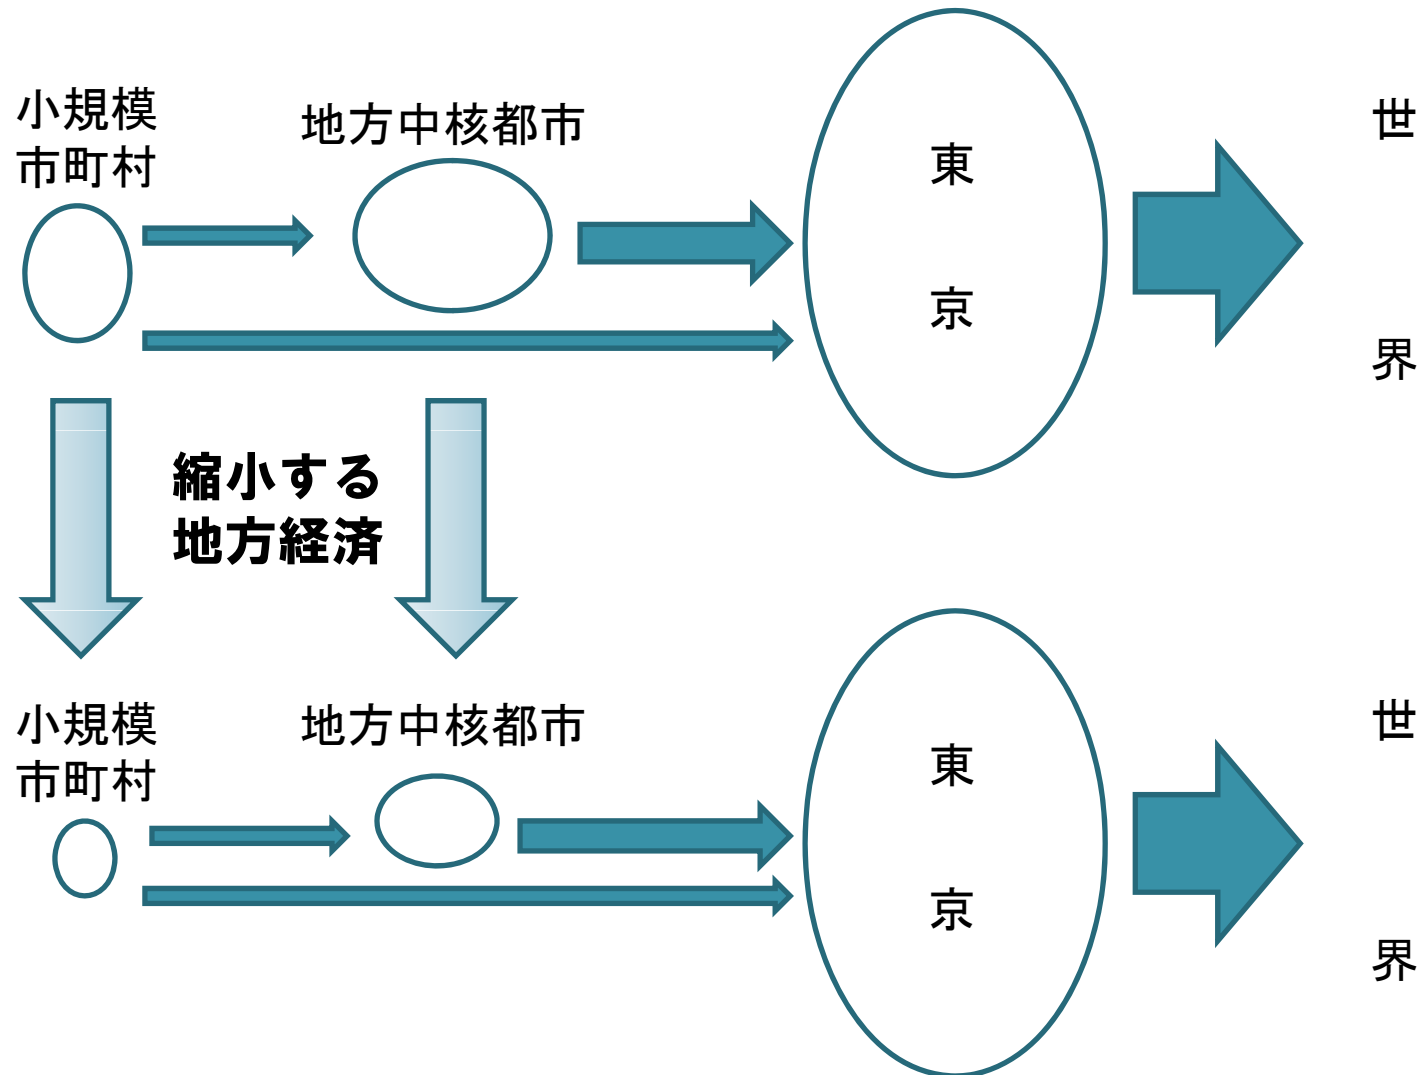 小規模
市町村
地方中核都市
東
京
世
界
縮小する
地方経済
小規模
市町村
地方中核都市
東
京
世
界